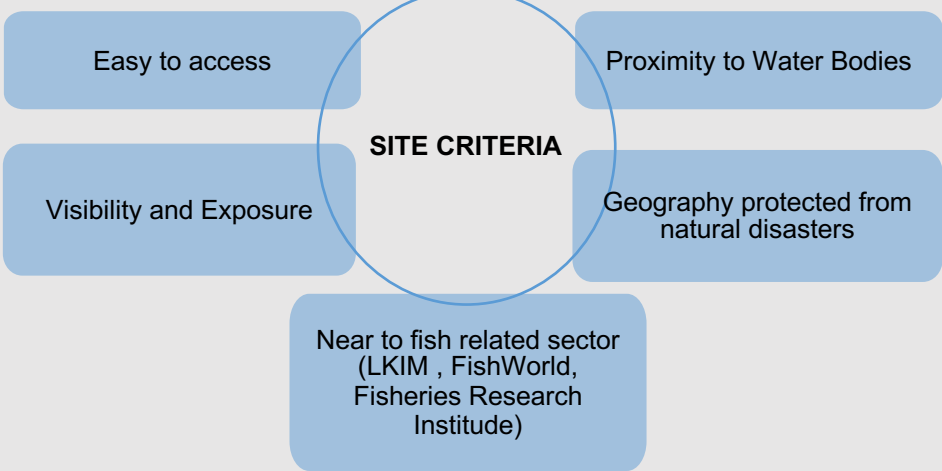 Easy to access
Proximity to Water Bodies
SITE CRITERIA
Visibility and Exposure
Geography protected from
natural disasters
Near to fish related sector
(LKIM , FishWorld,
Fisheries Research
Institude)